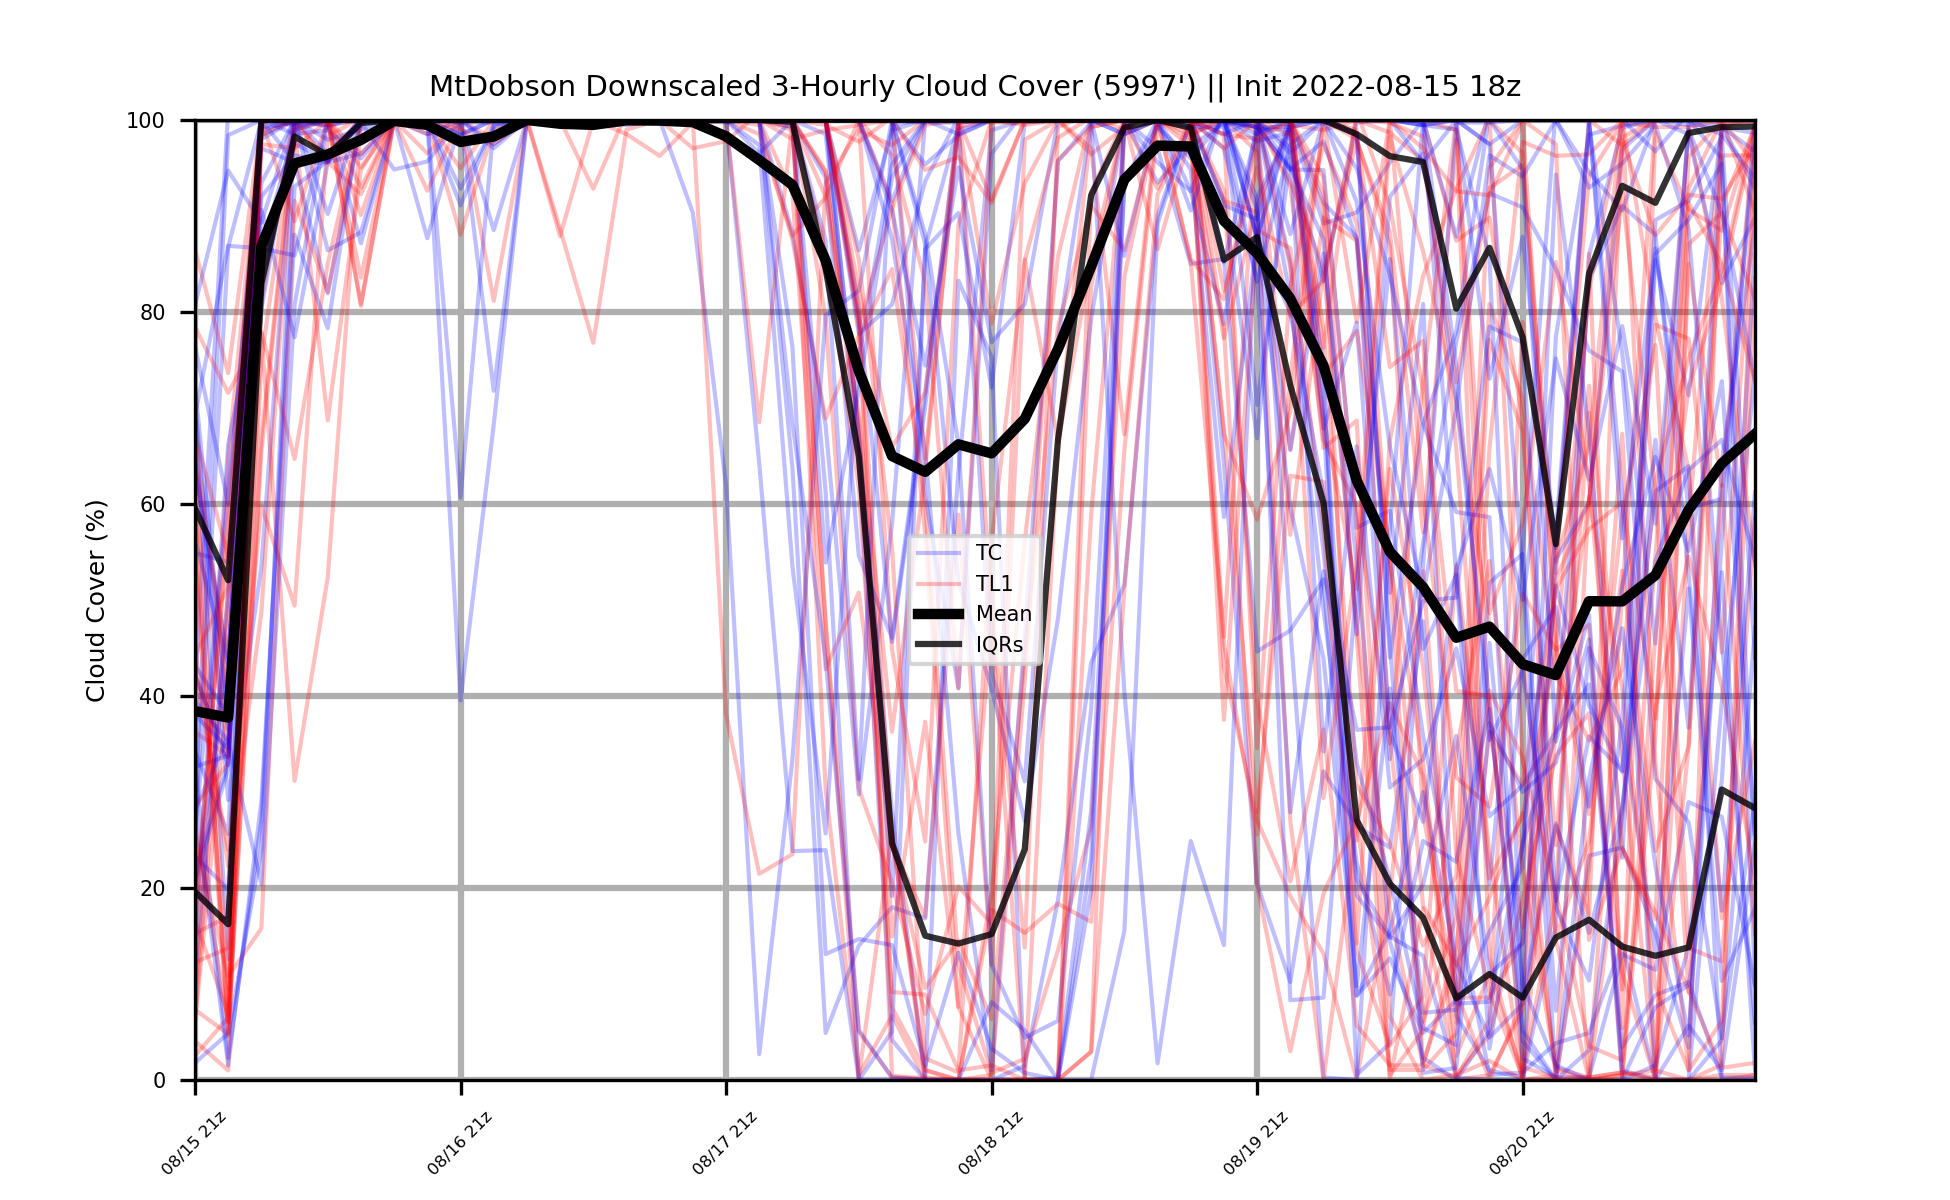 MtDobson Downscaled 3-Hourly Cloud Cover (5997') || Init 2022-08-15 18z
Cloud Cover (%)
100
80
60
40
20
0
TC
TL1
Mean
IQRs
08/15 21z
08/16 21z
08/17 21z
08/18 21z
08/19 21z
08/20 21z